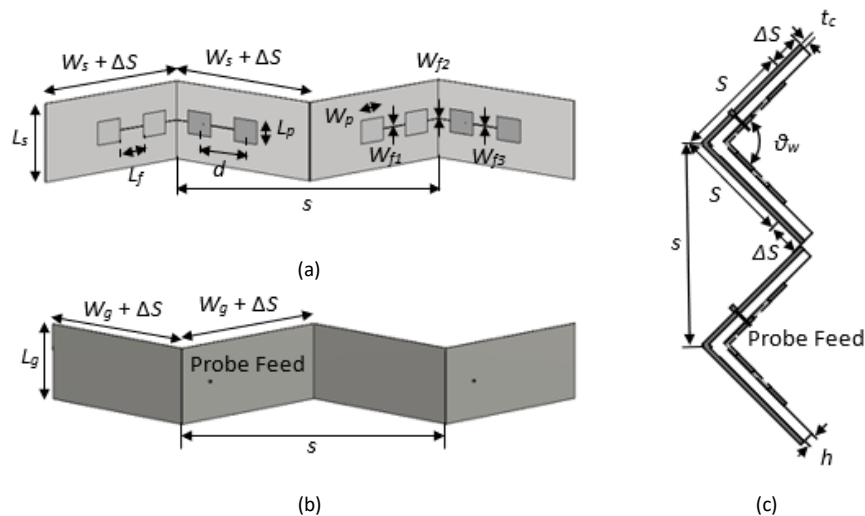 Ws + ΔS
Ws + ΔS
Wf2
Ls
Wp
Lp
Wf1
Wf3
Lf
d
s
(a)
Wg + ΔS
Wg + ΔS
Lg
Probe Feed
s
(b)
tc
ΔS
S
ϑw
s
S
ΔS
Probe Feed
h
(c)